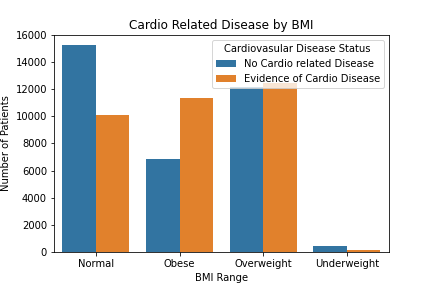 Cardio Related Disease by BMI
Cardiovascular Disease Status
No Cardio related Disease
Evidence of Cardio Disease
Number of Patients
16000
14000
12000
10000
8000
6000
4000
2000
0
Normal Obese Overweight Underweight
BMI Range